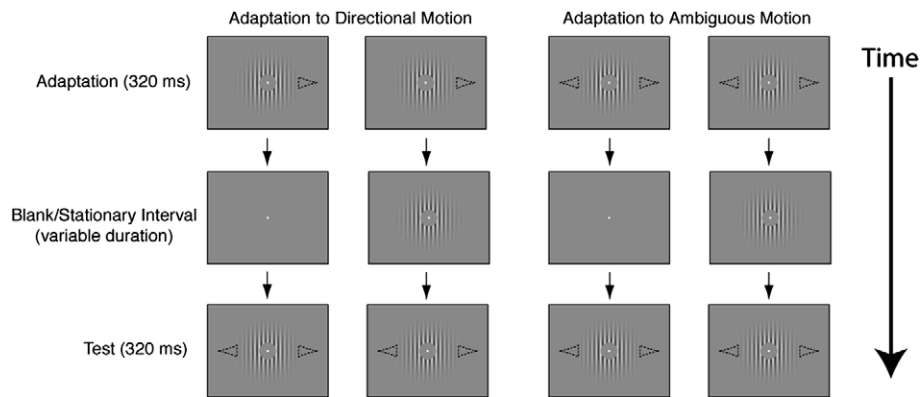 Adaptation to Directional Motion
Adaptation to Ambiguous Motion
Time
Adaptation (320 ms)
Blank/Stationary Interval
(variable duration)
Test (320 ms)